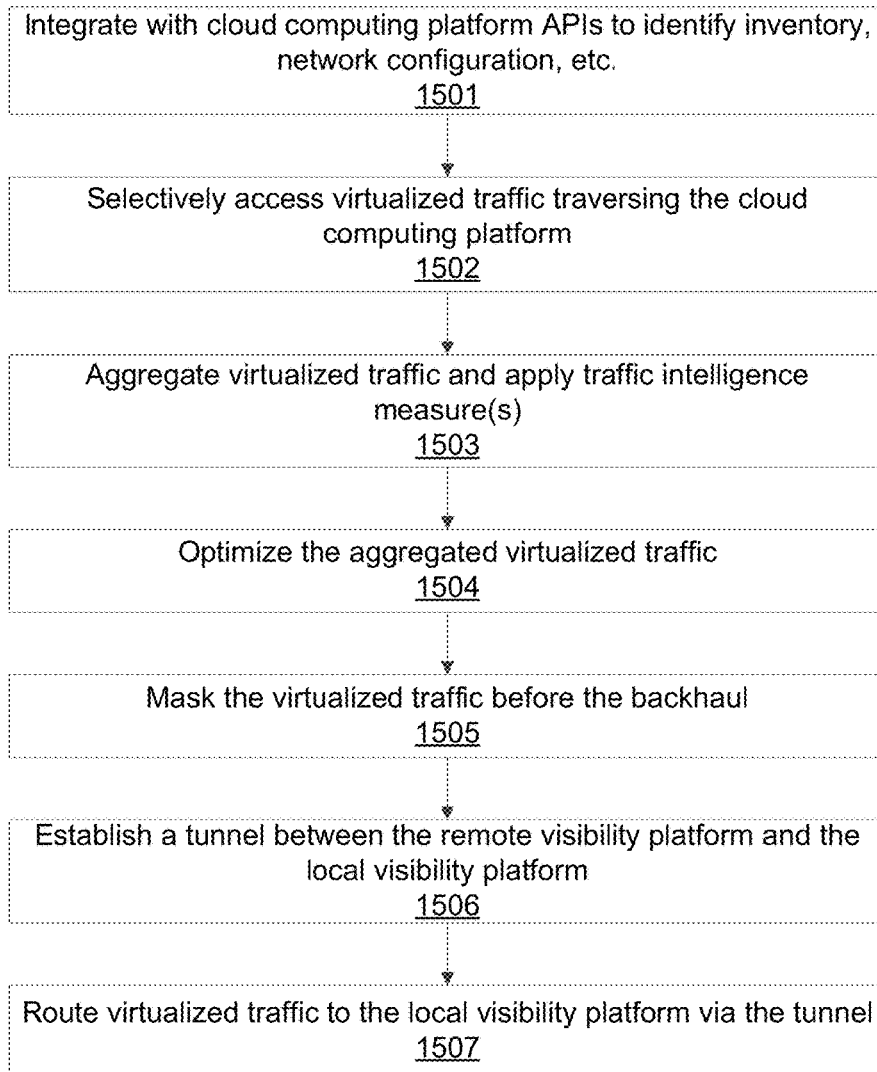 Integrate with cloud computing platform APIs to identify inventory,
network configuration, etc.
1501
Selectively access virtualized traffic traversing the cloud
computing platform
1502
Aggregate virtualized traffic and apply traffic intelligence
measure(s)
1503
Optimize the aggregated virtualized traffic
1504
Mask the virtualized traffic before the backhaul
1505
Establish a tunnel between the remote visibility platform and the
local visibility platform
1506
Route virtualized traffic to the local visibility platform via the tunnel
1507